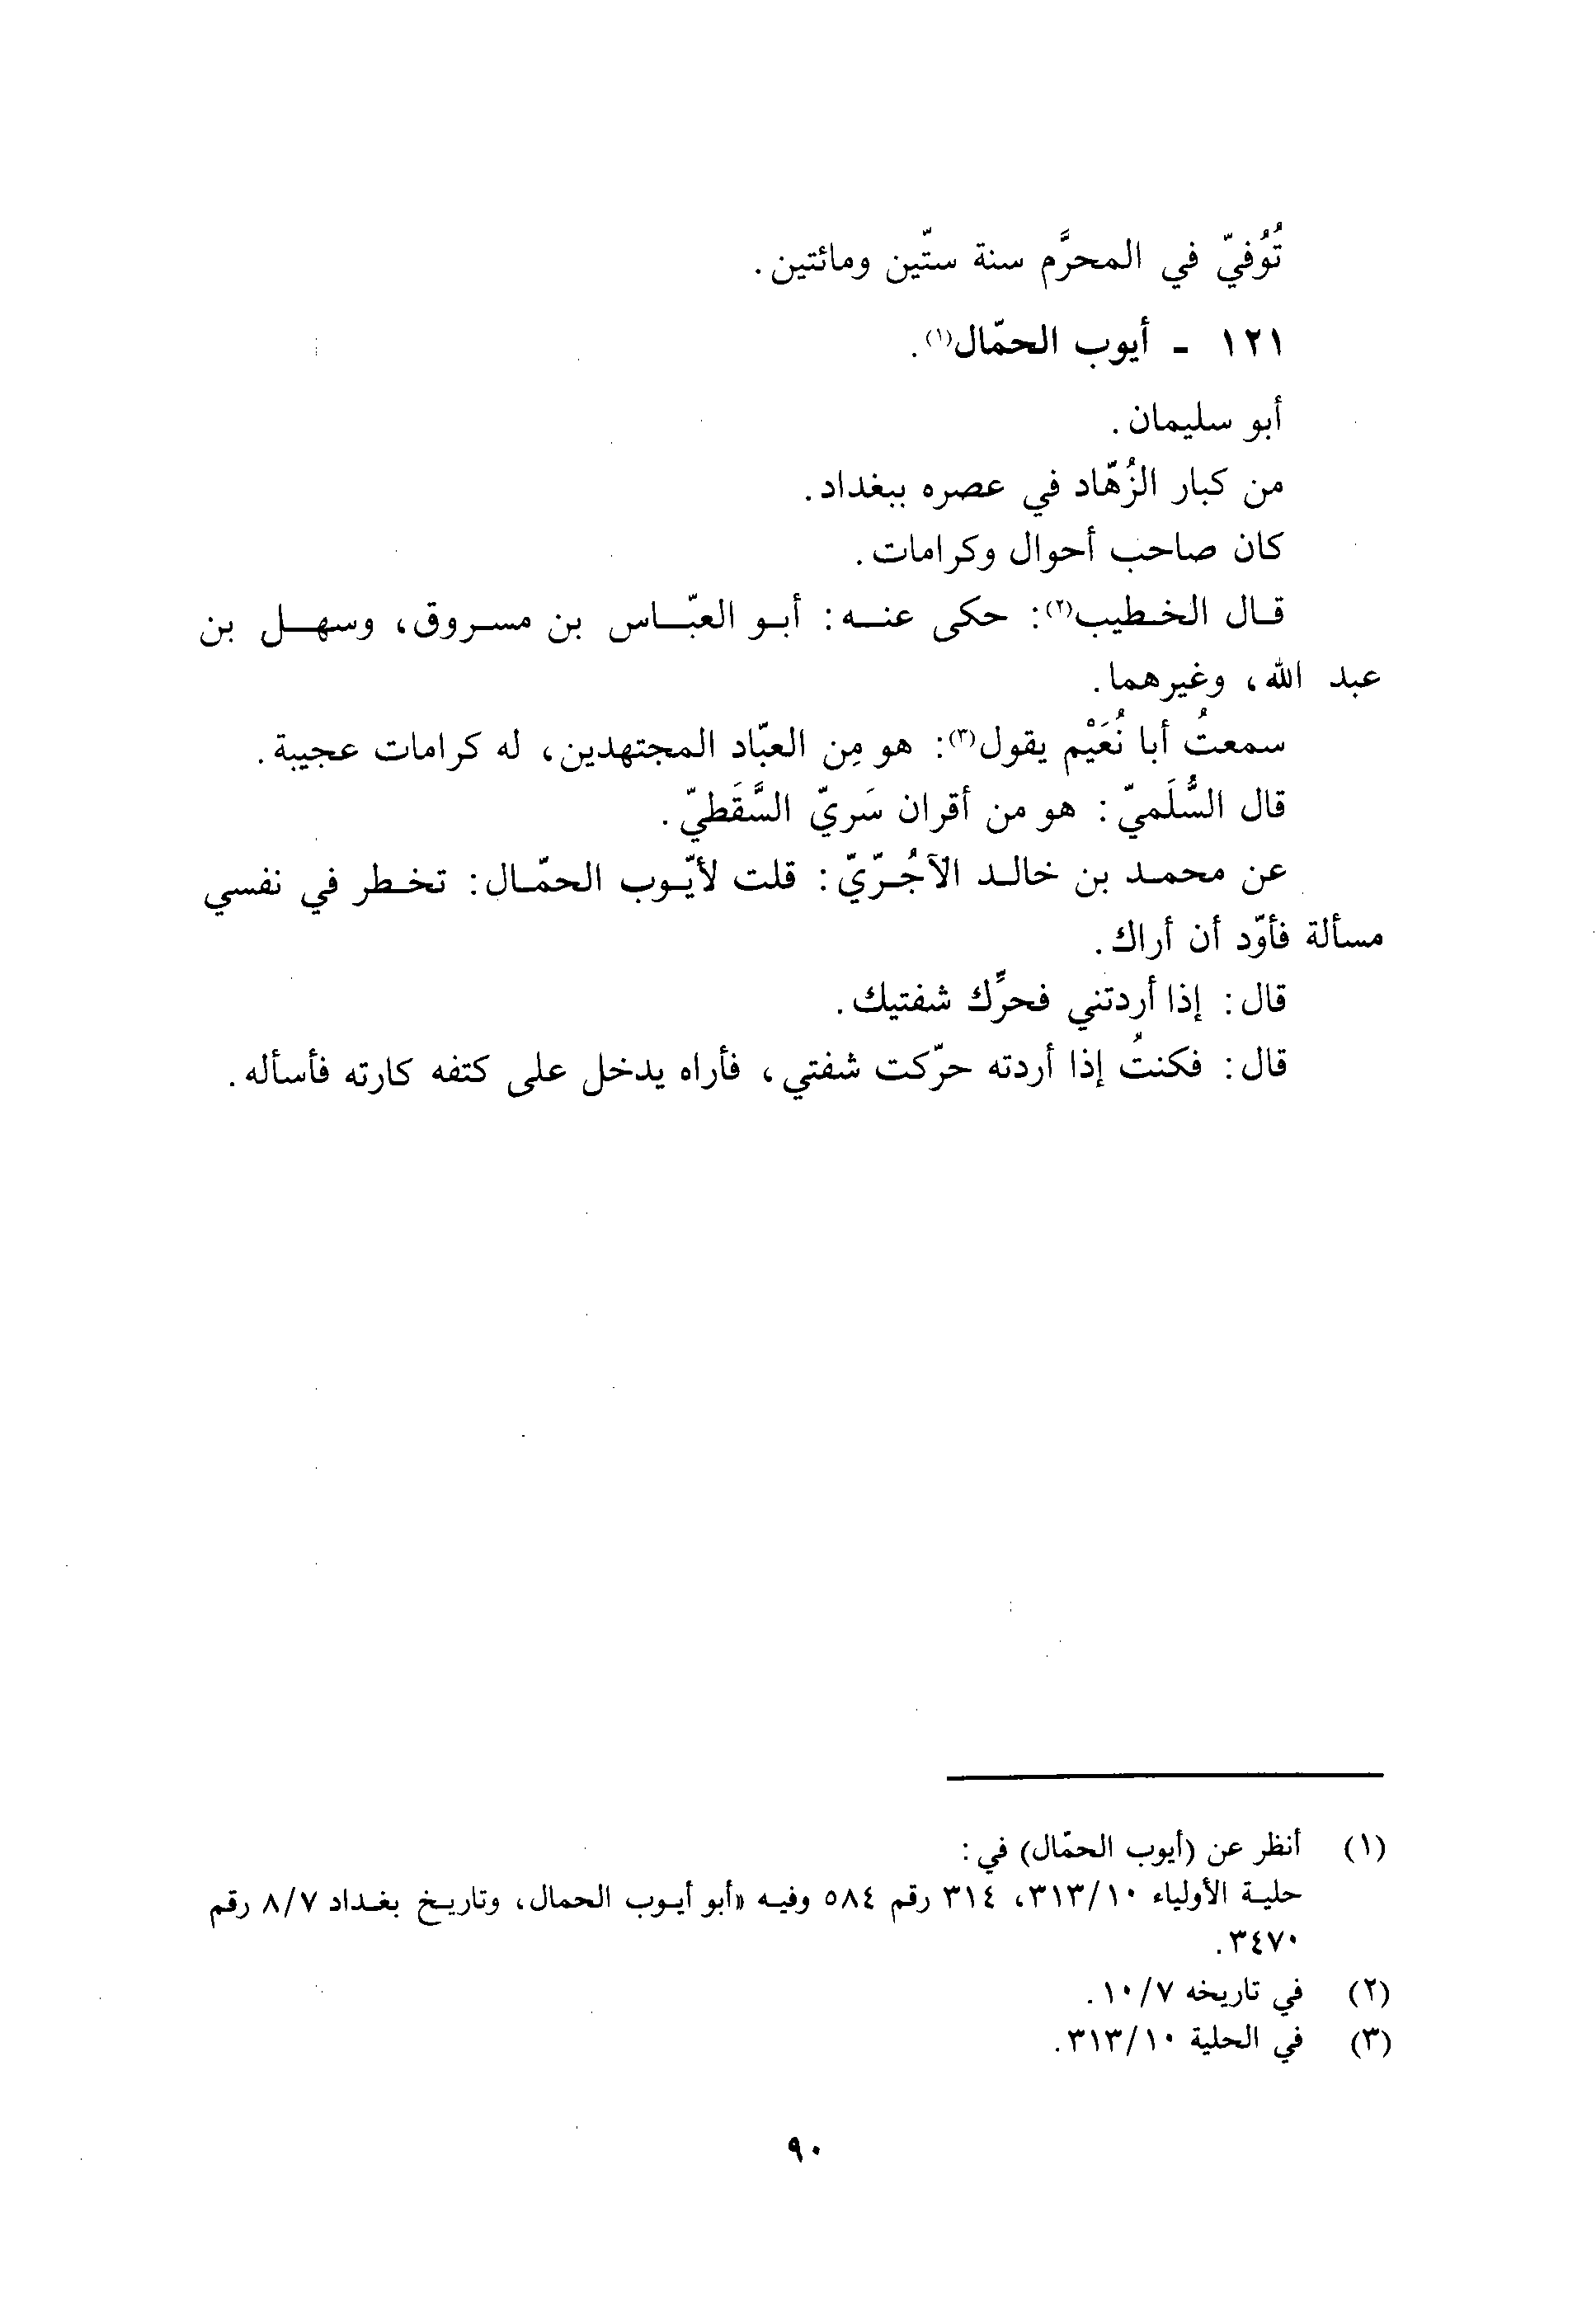 تُوُفيّ في المحرَّم سنة ستّين ومائتين.
١٢١ - أيوب الحمّال(١).
أبو سليمان.
من كبار الزُهّاد في عصره ببغداد.
كان صاحب أحوال وكرامات.
قال الخطيب(٢): حكى عنه: أبو العبّاس بن مسروق، وسهل بن
عبد الله، وغيرهما.
سمعتُ أبا نُعَيْم يقول(٣): هو مِن العبّاد المجتهدين، له كرامات عجيبة.
قال السُّلَميّ: هو من أقران سَريّ السَّقَطيّ.
عن محمد بن خالد الآجُرّيّ: قلت لأيّوب الحمّال: تخطر في نفسي
مسألة فأوّد أن أراك.
قال: إذا أردتني فحرِّك شفتيك.
قال: فكنتُ إذا أردته حرّكت شفتي، فأراه يدخل على كتفه كارته فأسأله.
(١) أنظر عن (أيوب الحمّال) في:
حلية الأولياء ٣١٣/١٠، ٣١٤ رقم ٥٨٤ وفيه «أبو أيوب الحمال، وتاريخ بغداد ٨/٧ رقم
٣٤٧٠.
(٢) في تاريخه ١٠/٧.
(٣) في الحلية ٣١٣/١٠.
٩٠